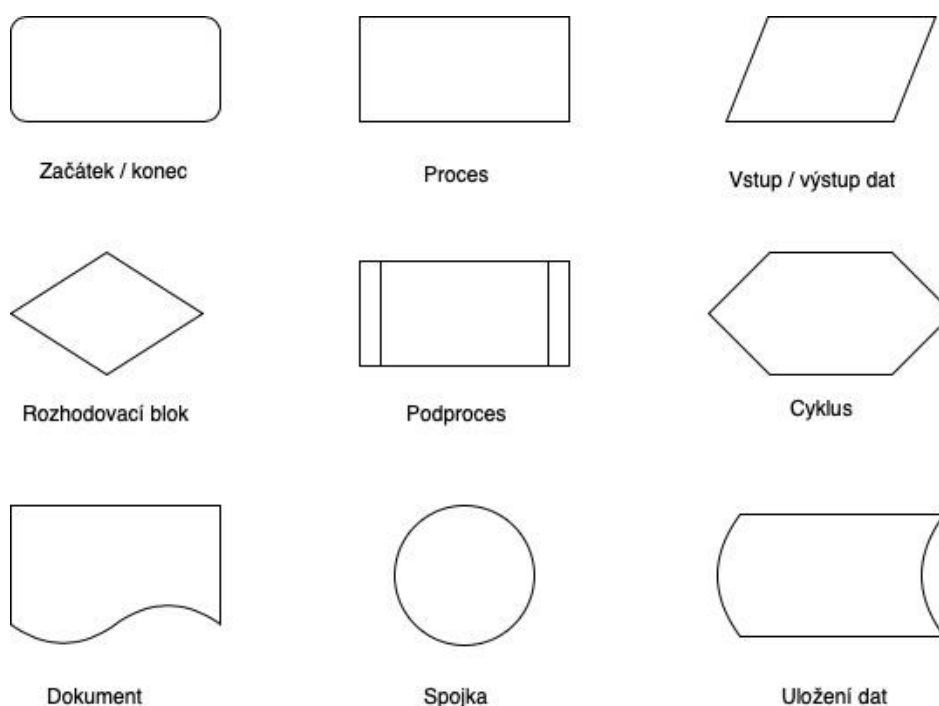 Začátek / konec
Proces
Vstup / výstup dat
Rozhodovací blok
Podproces
Cyklus
Dokument
Spojka
Uložení dat